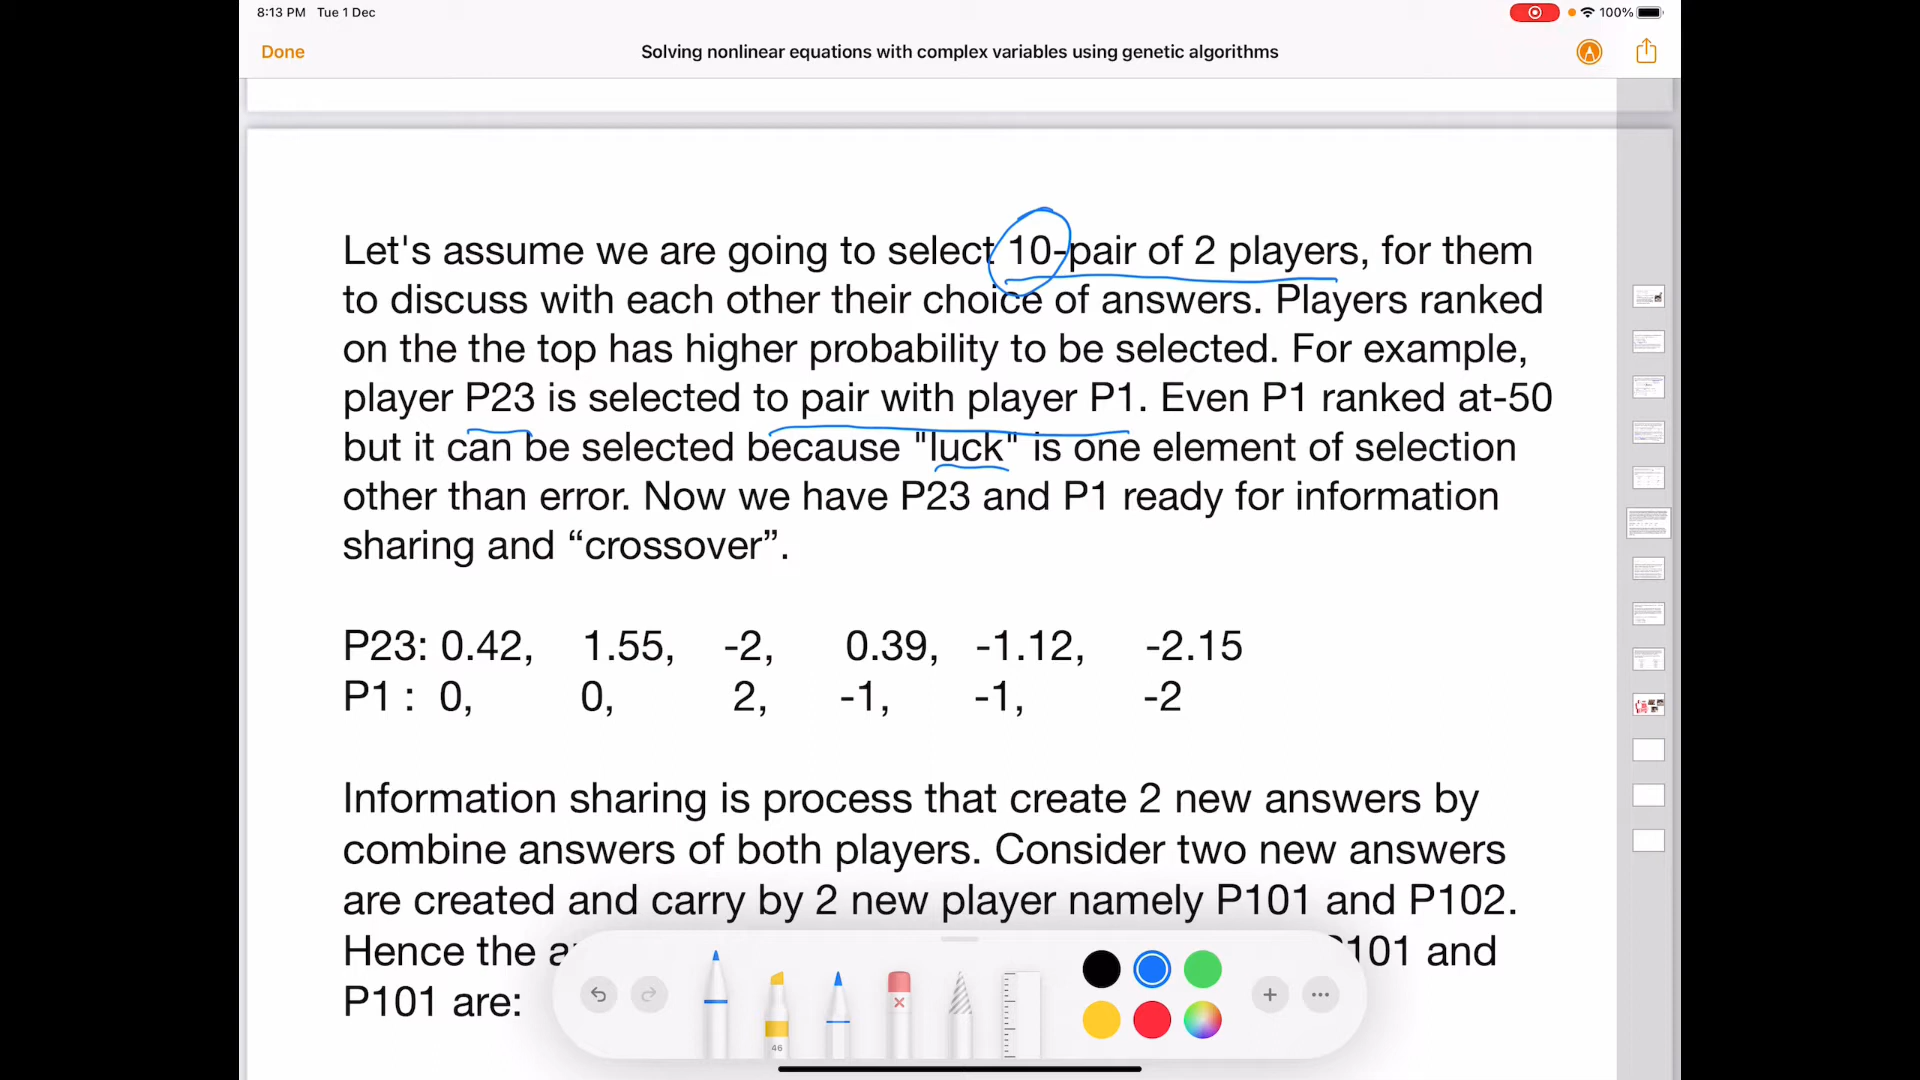 8:13 PM Tue 1 Dec
100%
Done
Solving nonlinear equations with complex variables using genetic algorithms
Let's assume we are going to select 10-pair of 2 players, for them
to discuss with each other their choice of answers. Players ranked
on the the top has higher probability to be selected. For example,
player P23 is selected to pair with player P1. Even P1 ranked at-50
but it can be selected because "luck" is one element of selection
other than error. Now we have P23 and P1 ready for information
sharing and “crossover”.
P23: 0.42, 1.55, -2, 0.39, -1.12, -2.15
P1 : 0, 0, 2, -1, -1, -2
Information sharing is process that create 2 new answers by
combine answers of both players. Consider two new answers
are created and carry by 2 new player namely P101 and P102.
Hence the 101 and
P101 are:
46